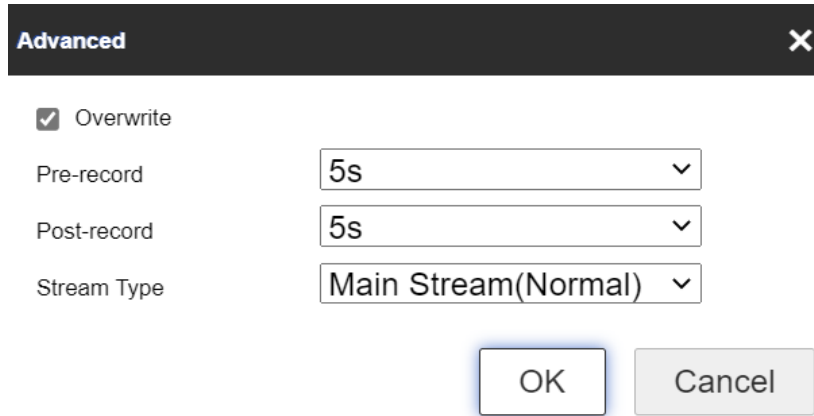 Advanced
Overwrite
Pre-record 5s
Post-record 5s
Stream Type Main Stream(Normal)
OK Cancel